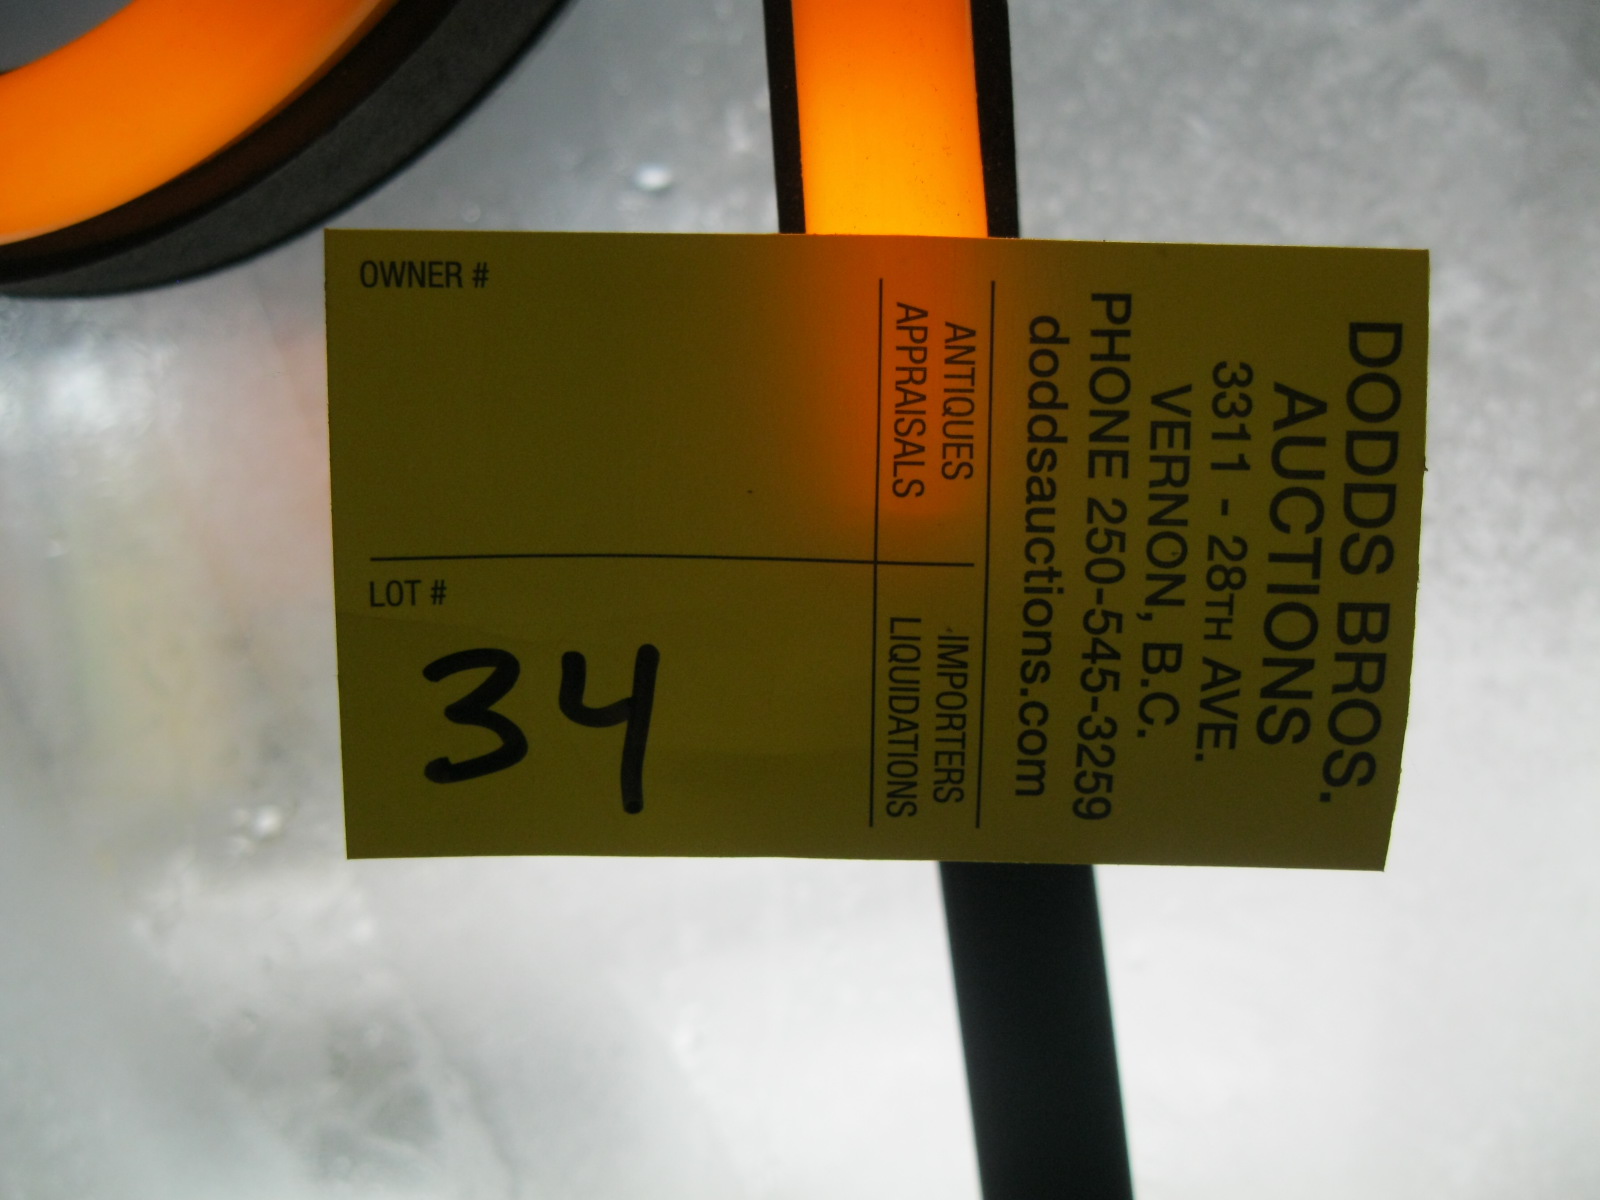 DODDS BROS.
AUCTIONS
3311 - 28TH AVE.
VERNON, B.C.
PHONE 250-545-3259
doddsauctions.com
ANTIQUES
APPRAISALS
IMPORTERS
LIQUIDATIONS
OWNER #
LOT #
34